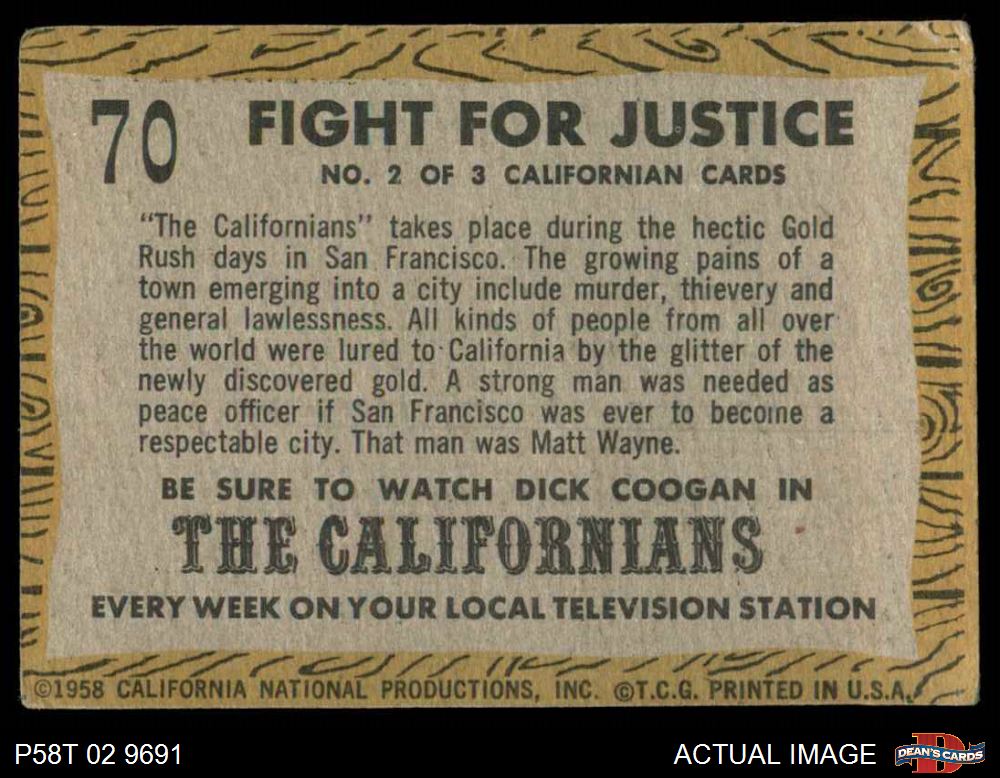 70
FIGHT FOR JUSTICE
NO. 2 OF 3 CALIFORNIAN CARDS
“The Californians” takes place during the hectic Gold
Rush days in San Francisco. The growing pains of a
town emerging into a city include murder, thievery and
general lawlessness. All kinds of people from all over
the world were lured to California by the glitter of the
newly discovered gold. A strong man was needed as
peace officer if San Francisco was ever to become a
respectable city. That man was Matt Wayne.
BE SURE TO WATCH DICK COOGAN IN
THE CALIFORNIANS
EVERY WEEK ON YOUR LOCAL TELEVISION STATION
©1958 CALIFORNIA NATIONAL PRODUCTIONS, INC. ©T.C.G. PRINTED IN U.S.A.
P58T 02 9691
ACTUAL IMAGE
D
DEAN'S CARDS